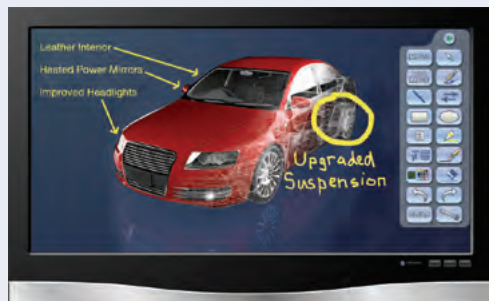 Leather Interior
Heated Power Mirrors
Improved Headlights
Upgraded
Suspension